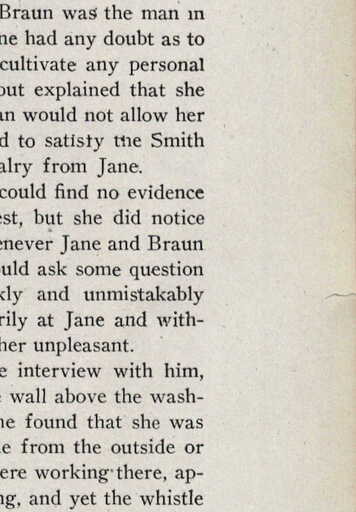 Braun was the man in
ne had any doubt as to
cultivate any personal
out explained that she
an would not allow her
d to satisfy the Smith
alry from Jane.
could find no evidence
est, but she did notice
enever Jane and Braun
ould ask some question
kly and unmistakably
rily at Jane and with-
her unpleasant.
e interview with him,
wall above the wash-
ne found that she was
e from the outside or
ere working there, ap-
ng, and yet the whistle